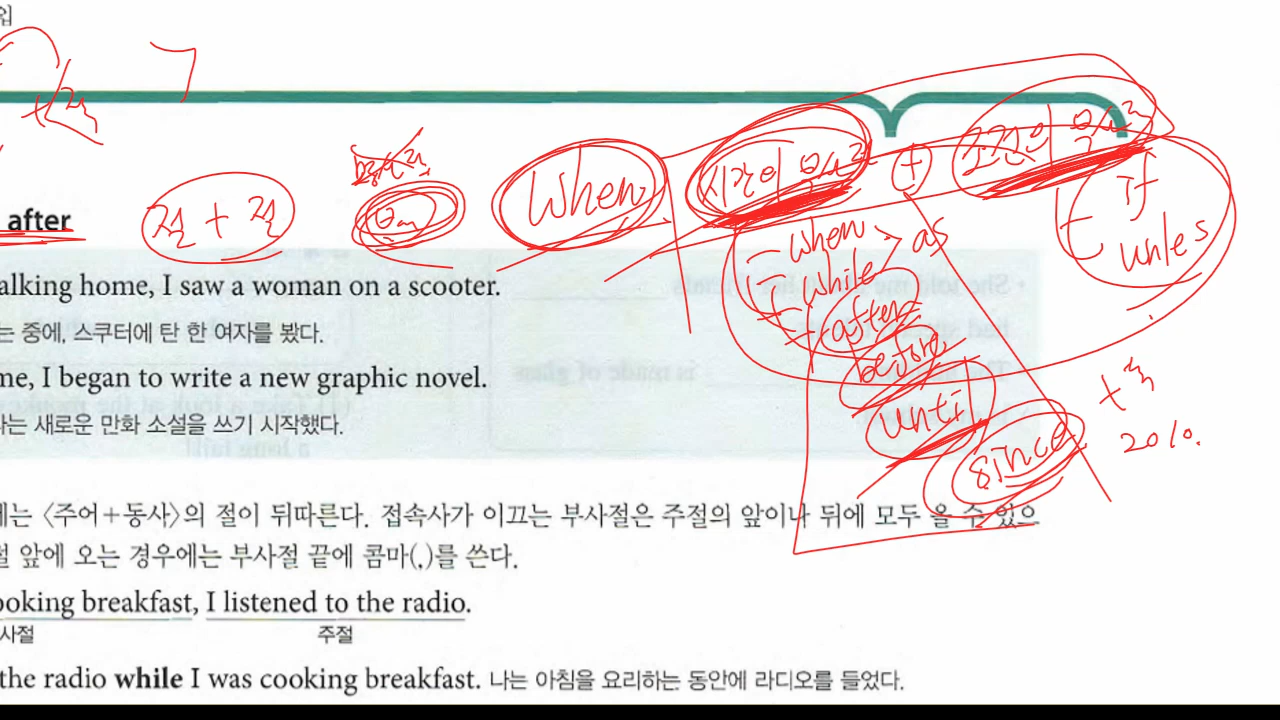 입
절 + 절
when
시간의 부사절
+
조건의 부사절
if
unles
- when > as
- while
after
before
unti
since
20%.
after
alking home, I saw a woman on a scooter.
는 중에, 스쿠터에 탄 한 여자를 봤다.
me, I began to write a new graphic novel.
나는 새로운 만화 소설을 쓰기 시작했다.
에는 〈주어+동사〉의 절이 뒤따른다. 접속사가 이끄는 부사절은 주절의 앞이나 뒤에 모두 올 수 있으
절 앞에 오는 경우에는 부사절 끝에 콤마(,)를 쓴다.
ooking breakfast, I listened to the radio.
사절 주절
the radio while I was cooking breakfast. 나는 아침을 요리하는 동안에 라디오를 들었다.